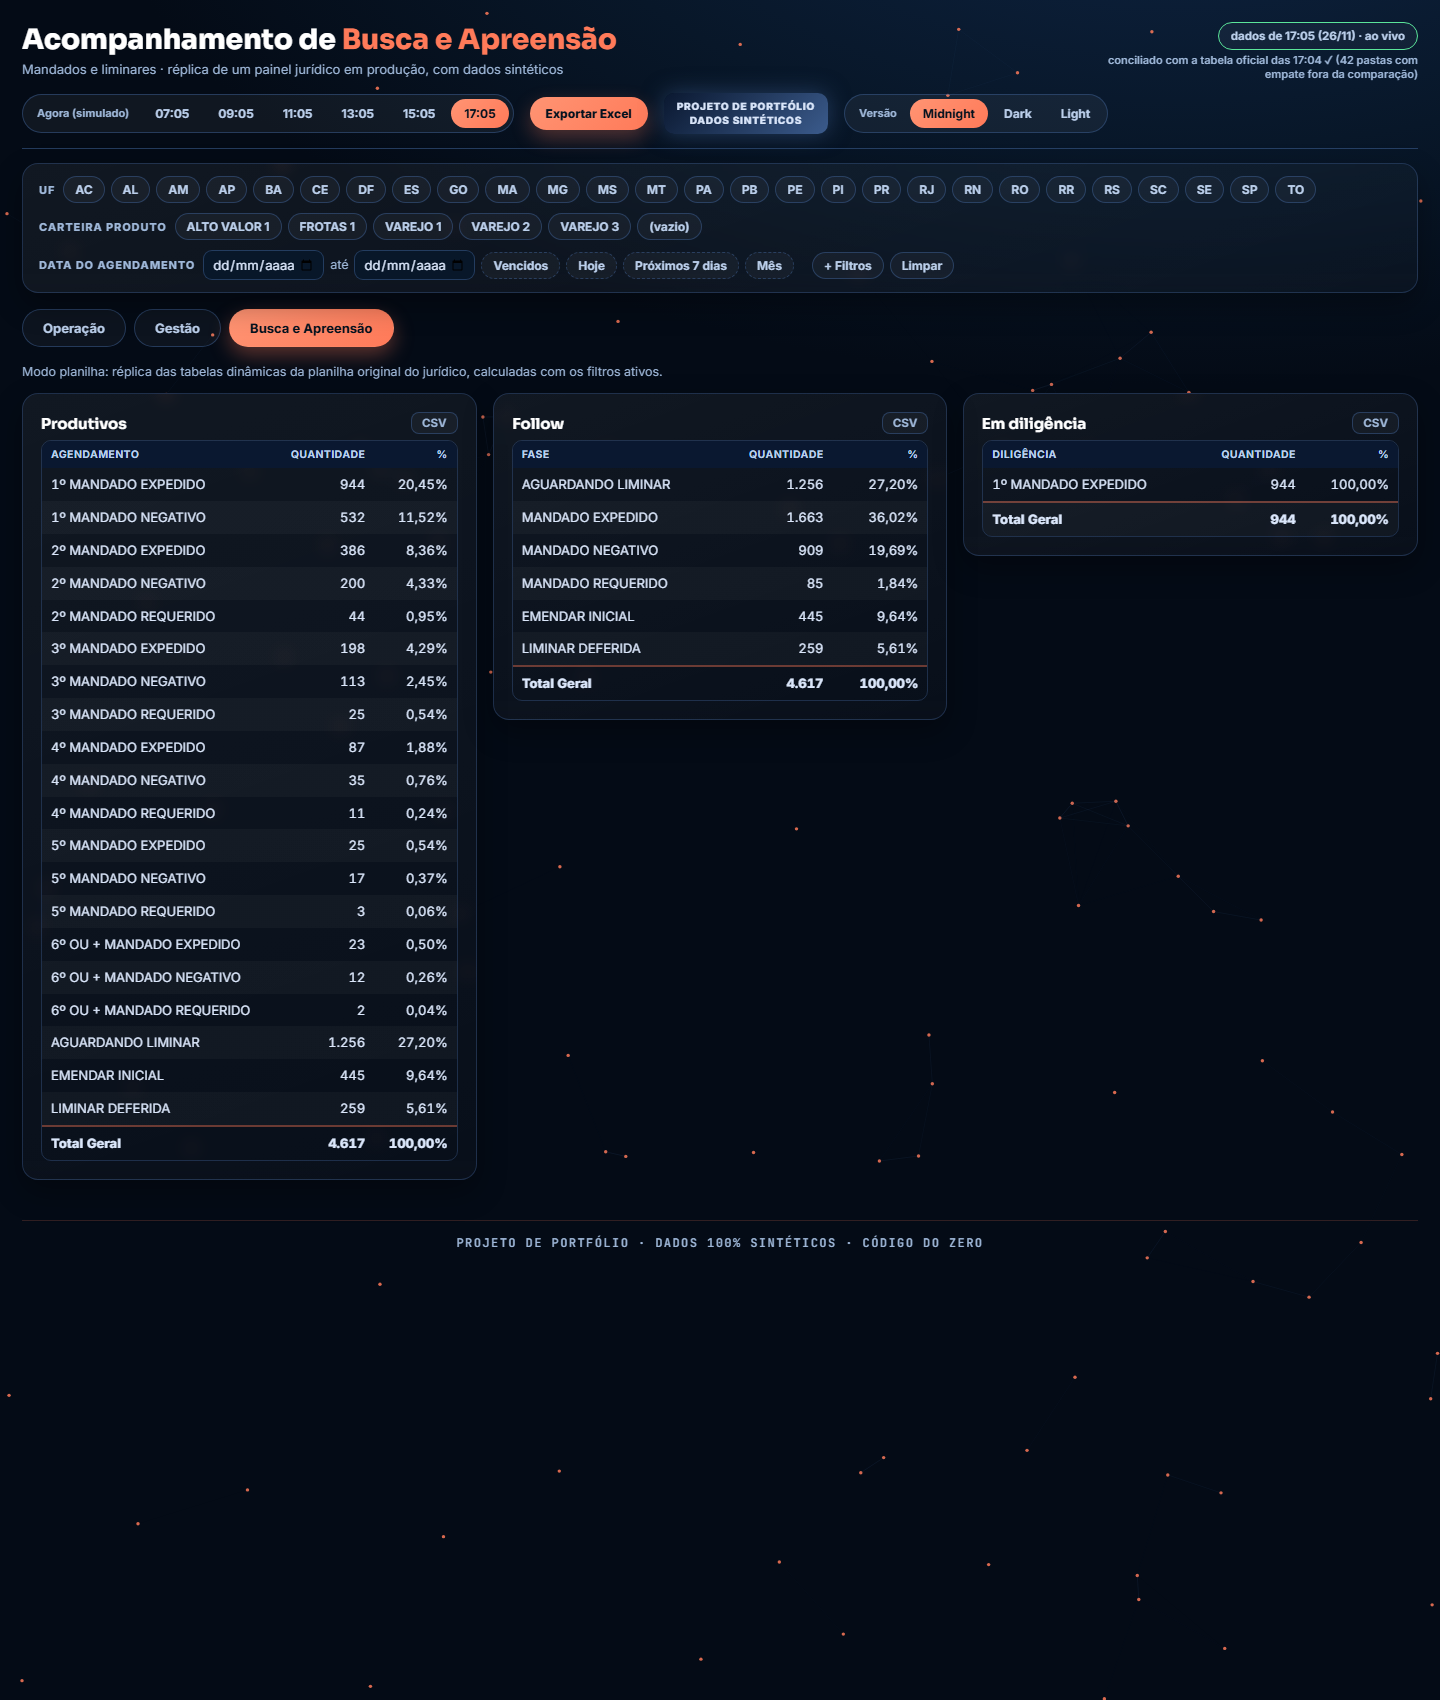 Acompanhamento de Busca e Apreensão
Mandados e liminares · réplica de um painel jurídico em produção, com dados sintéticos
dados de 17:05 (26/11) · ao vivo
conciliado com a tabela oficial das 17:04 ✓ (42 pastas com
empate fora da comparação)
Agora (simulado) 07:05 09:05 11:05 13:05 15:05 17:05
Exportar Excel
PROJETO DE PORTFÓLIO
DADOS SINTÉTICOS
Versão Midnight Dark Light
UF AC AL AM AP BA CE DF ES GO MA MG MS MT PA PB PE PI PR RJ RN RO RR RS SC SE SP TO
CARTEIRA PRODUTO ALTO VALOR 1 FROTAS 1 VAREJO 1 VAREJO 2 VAREJO 3 (vazio)
DATA DO AGENDAMENTO dd/mm/aaaa até dd/mm/aaaa Vencidos Hoje Próximos 7 dias Mês + Filtros Limpar
Operação Gestão Busca e Apreensão
Modo planilha: réplica das tabelas dinâmicas da planilha original do jurídico, calculadas com os filtros ativos.
Produtivos CSV
AGENDAMENTO QUANTIDADE %
1º MANDADO EXPEDIDO 944 20,45%
1º MANDADO NEGATIVO 532 11,52%
2º MANDADO EXPEDIDO 386 8,36%
2º MANDADO NEGATIVO 200 4,33%
2º MANDADO REQUERIDO 44 0,95%
3º MANDADO EXPEDIDO 198 4,29%
3º MANDADO NEGATIVO 113 2,45%
3º MANDADO REQUERIDO 25 0,54%
4º MANDADO EXPEDIDO 87 1,88%
4º MANDADO NEGATIVO 35 0,76%
4º MANDADO REQUERIDO 11 0,24%
5º MANDADO EXPEDIDO 25 0,54%
5º MANDADO NEGATIVO 17 0,37%
5º MANDADO REQUERIDO 3 0,06%
6º OU + MANDADO EXPEDIDO 23 0,50%
6º OU + MANDADO NEGATIVO 12 0,26%
6º OU + MANDADO REQUERIDO 2 0,04%
AGUARDANDO LIMINAR 1.256 27,20%
EMENDAR INICIAL 445 9,64%
LIMINAR DEFERIDA 259 5,61%
Total Geral 4.617 100,00%
Follow CSV
FASE QUANTIDADE %
AGUARDANDO LIMINAR 1.256 27,20%
MANDADO EXPEDIDO 1.663 36,02%
MANDADO NEGATIVO 909 19,69%
MANDADO REQUERIDO 85 1,84%
EMENDAR INICIAL 445 9,64%
LIMINAR DEFERIDA 259 5,61%
Total Geral 4.617 100,00%
Em diligência CSV
DILIGÊNCIA QUANTIDADE %
1º MANDADO EXPEDIDO 944 100,00%
Total Geral 944 100,00%
PROJETO DE PORTFÓLIO · DADOS 100% SINTÉTICOS · CÓDIGO DO ZERO